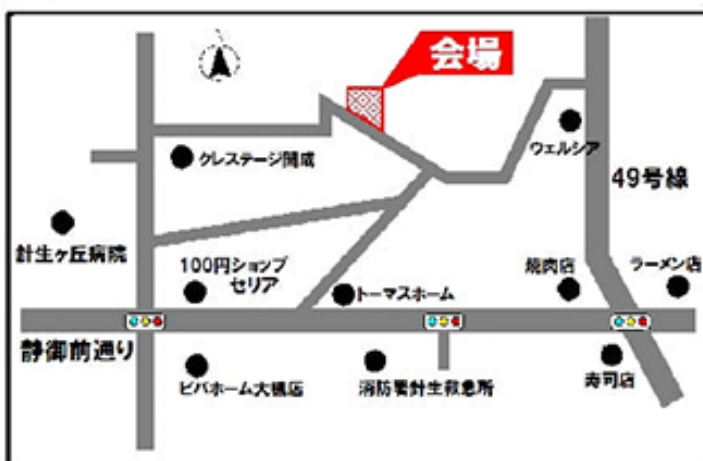 会場
ウェルシア
クレステージ開成
49号線
針生ヶ丘病院
100円ショップ
セリア
トーマスホーム
焼肉店
ラーメン店
静御前通り
ビバホーム大槻店
消防署針生救急所
寿司店